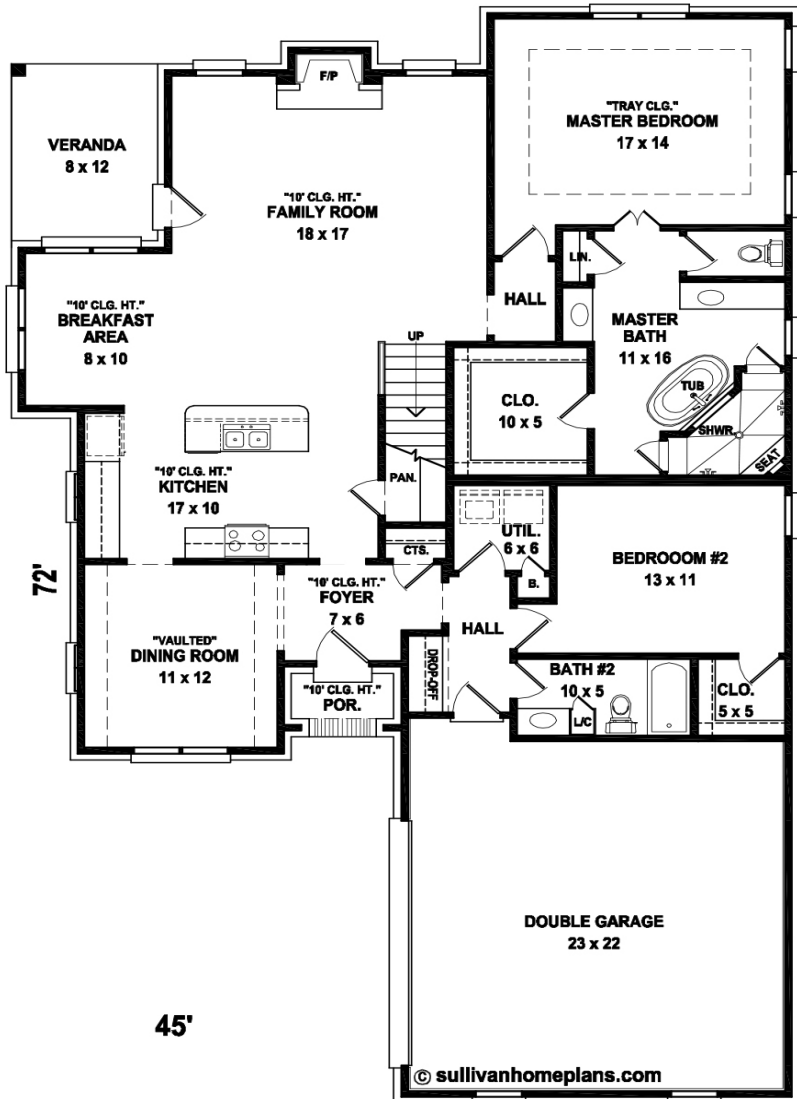 F/P
"TRAY CLG."
MASTER BEDROOM
17 x 14
VERANDA
8 x 12
"10' CLG. HT."
FAMILY ROOM
18 x 17
LIN.
HALL
"10' CLG. HT."
BREAKFAST
AREA
8 x 10
MASTER
BATH
11 x 16
UP
TUB
CLO.
10 x 5
SHWR.
SEAT
"10' CLG. HT."
KITCHEN
17 x 10
PAN.
UTIL.
6 x 6
BEDROOOM #2
13 x 11
CTS.
B.
72'
"10' CLG. HT."
FOYER
7 x 6
HALL
"VAULTED"
DINING ROOM
11 x 12
DROP-OFF
BATH #2
10 x 5
L/C
CLO.
5 x 5
"10' CLG. HT."
POR.
DOUBLE GARAGE
23 x 22
45'
© sullivanhomeplans.com